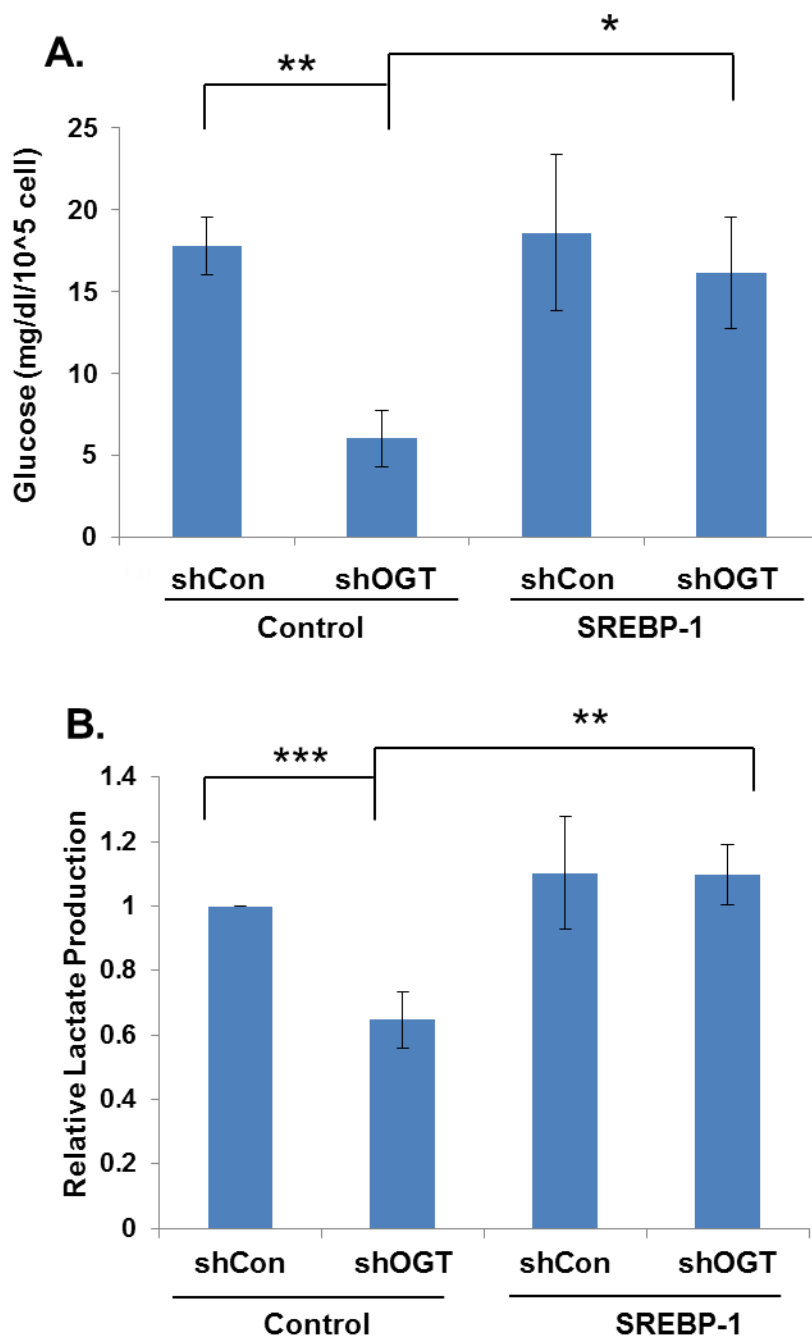 A.
**
*
Glucose (mg/dl/10^5 cell)
25
20
15
10
5
0
shCon shOGT shCon shOGT
Control SREBP-1
B.
***
**
Relative Lactate Production
1.4
1.2
1
0.8
0.6
0.4
0.2
0
shCon shOGT shCon shOGT
Control SREBP-1